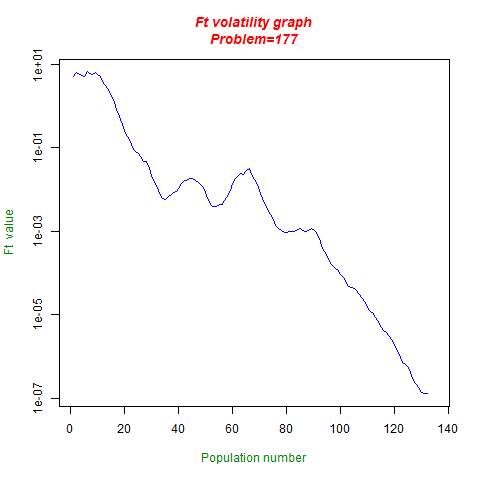 Ft volatility graph
Problem=177
1e+01
1e-01
1e-03
1e-05
1e-07
Ft value
0 20 40 60 80 100 120 140
Population number